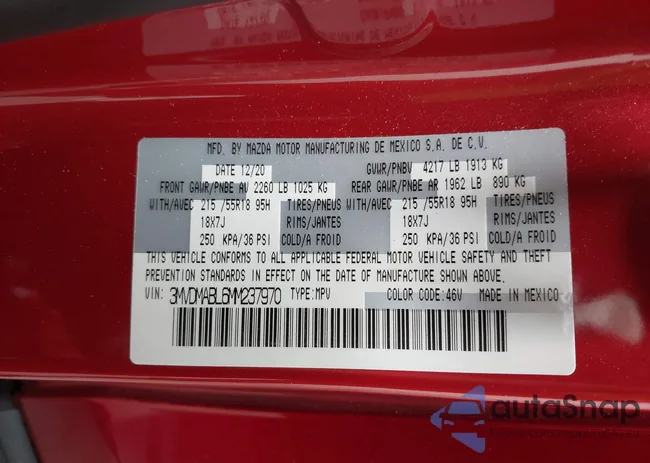 MFD. BY MAZDA MOTOR MANUFACTURING DE MEXICO S.A. DE C.V.
DATE 12/20 GVWR/PNBV 4217 LB 1913 KG
FRONT GAWR/PNBE AV 2260 LB 1025 KG REAR GAWR/PNBE AR 1962 LB 890 KG
WITH/AVEC 215 /55R18 95H TIRES/PNEUS WITH/AVEC 215 /55R18 95H TIRES/PNEUS
18X7J RIMS/JANTES 18X7J RIMS/JANTES
250 KPA/36 PSI COLD/A FROID 250 KPA/36 PSI COLD/A FROID
THIS VEHICLE CONFORMS TO ALL APPLICABLE FEDERAL MOTOR VEHICLE SAFETY AND THEFT
PREVENTION STANDARDS IN EFFECT ON THE DATE OF MANUFACTURE SHOWN ABOVE.
VIN: 3MVDMABL6MM237970 TYPE:MPV COLOR CODE:46V MADE IN MEXICO
autoSnap